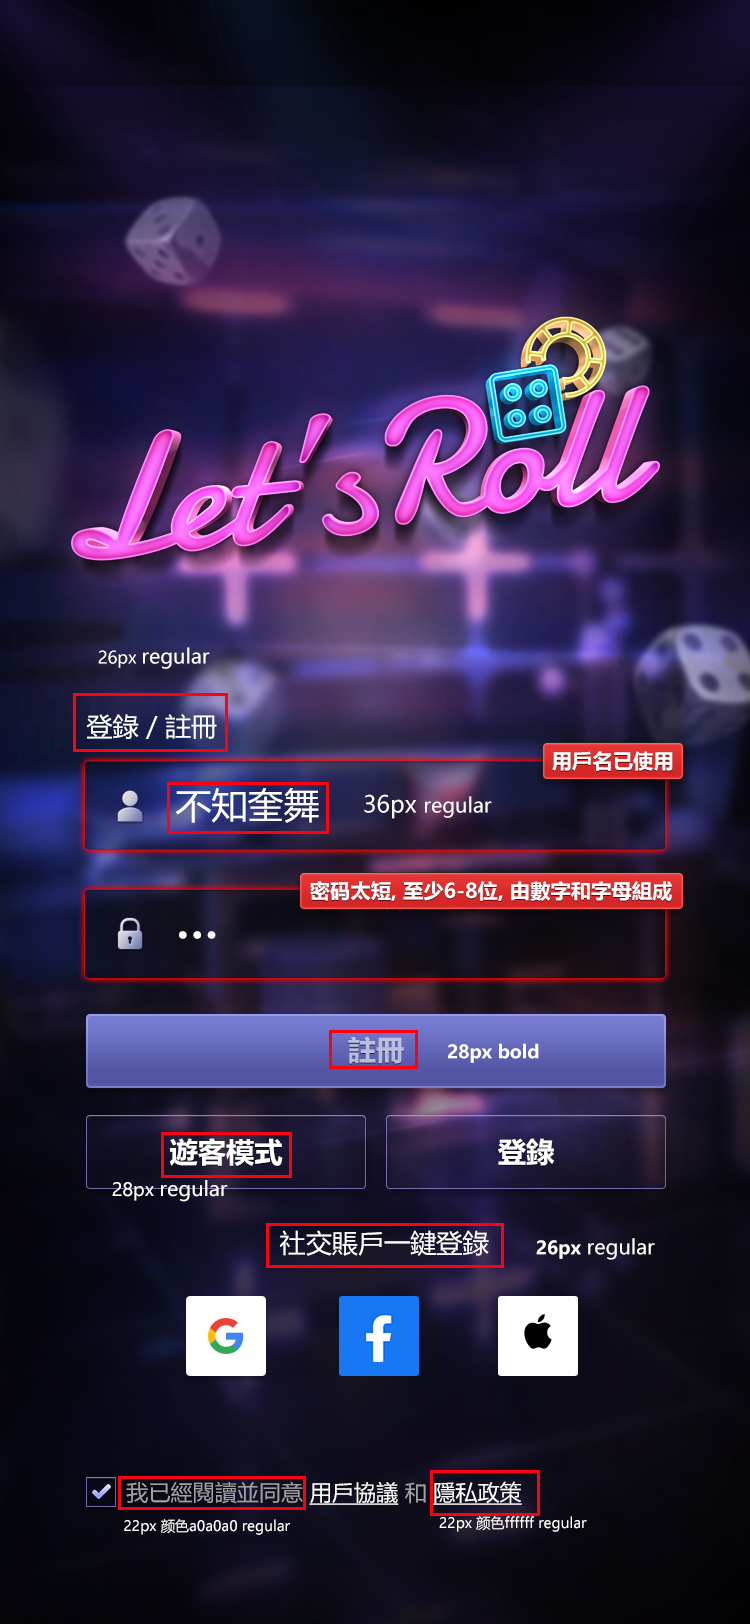 Let's Roll
26px regular
登錄 / 註冊
用戶名已使用
不知奎舞 36px regular
密码太短, 至少6-8位, 由數字和字母組成
•••
註冊 28px bold
遊客模式 登錄
28px regular
社交賬戶一鍵登錄 26px regular
我已經閱讀並同意 用戶協議 和 隱私政策
22px 颜色a0a0a0 regular 22px 颜色ffffff regular